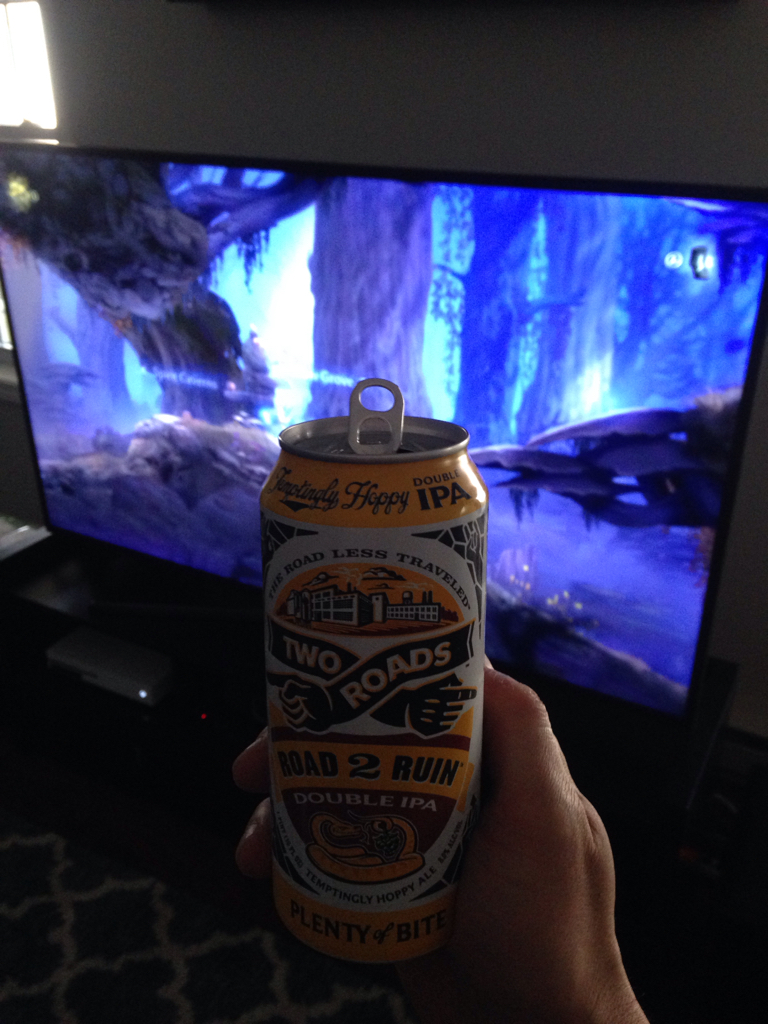 Temptingly Hoppy DOUBLE IPA
THE ROAD LESS TRAVELED
TWO ROADS
ROAD 2 RUIN
DOUBLE IPA
TEMPTINGLY HOPPY ALE
PLENTY of BITE